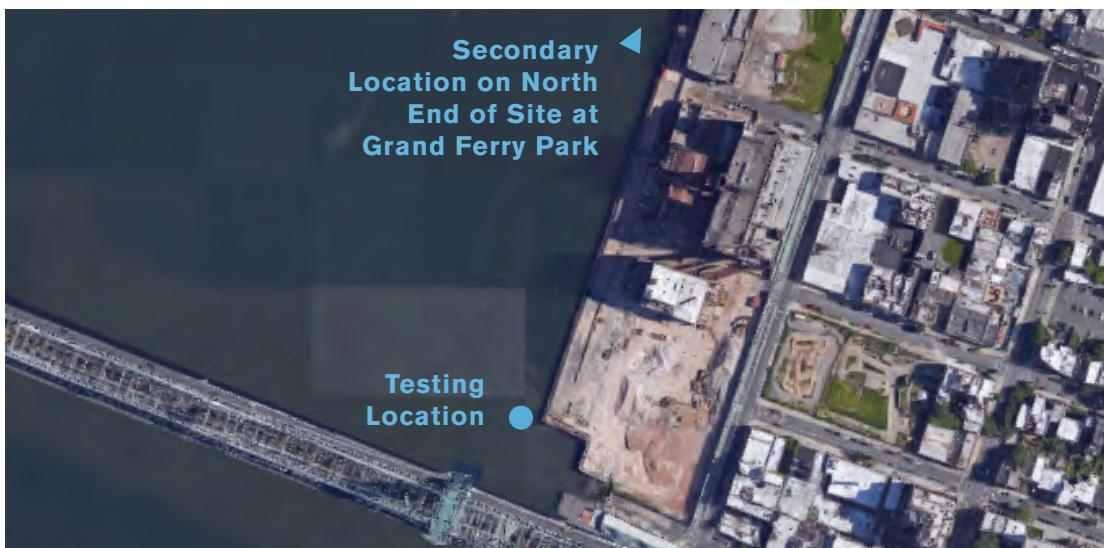 Secondary
Location on North
End of Site at
Grand Ferry Park
Testing
Location